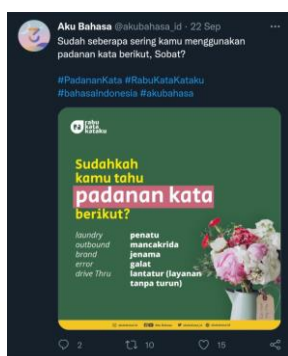 Aku Bahasa @akubahasa_id · 22 Sep
Sudah seberapa sering kamu menggunakan
padanan kata berikut, Sobat?
#PadananKata #RabuKataKataku
#bahasaIndonesia #akubahasa
rabu
kata
kataku
Sudahkah
kamu tahu
padanan kata
berikut?
laundry penatu
outbound mancakrida
brand jenama
error galat
drive Thru lantatur (layanan
tanpa turun)
2 10 15